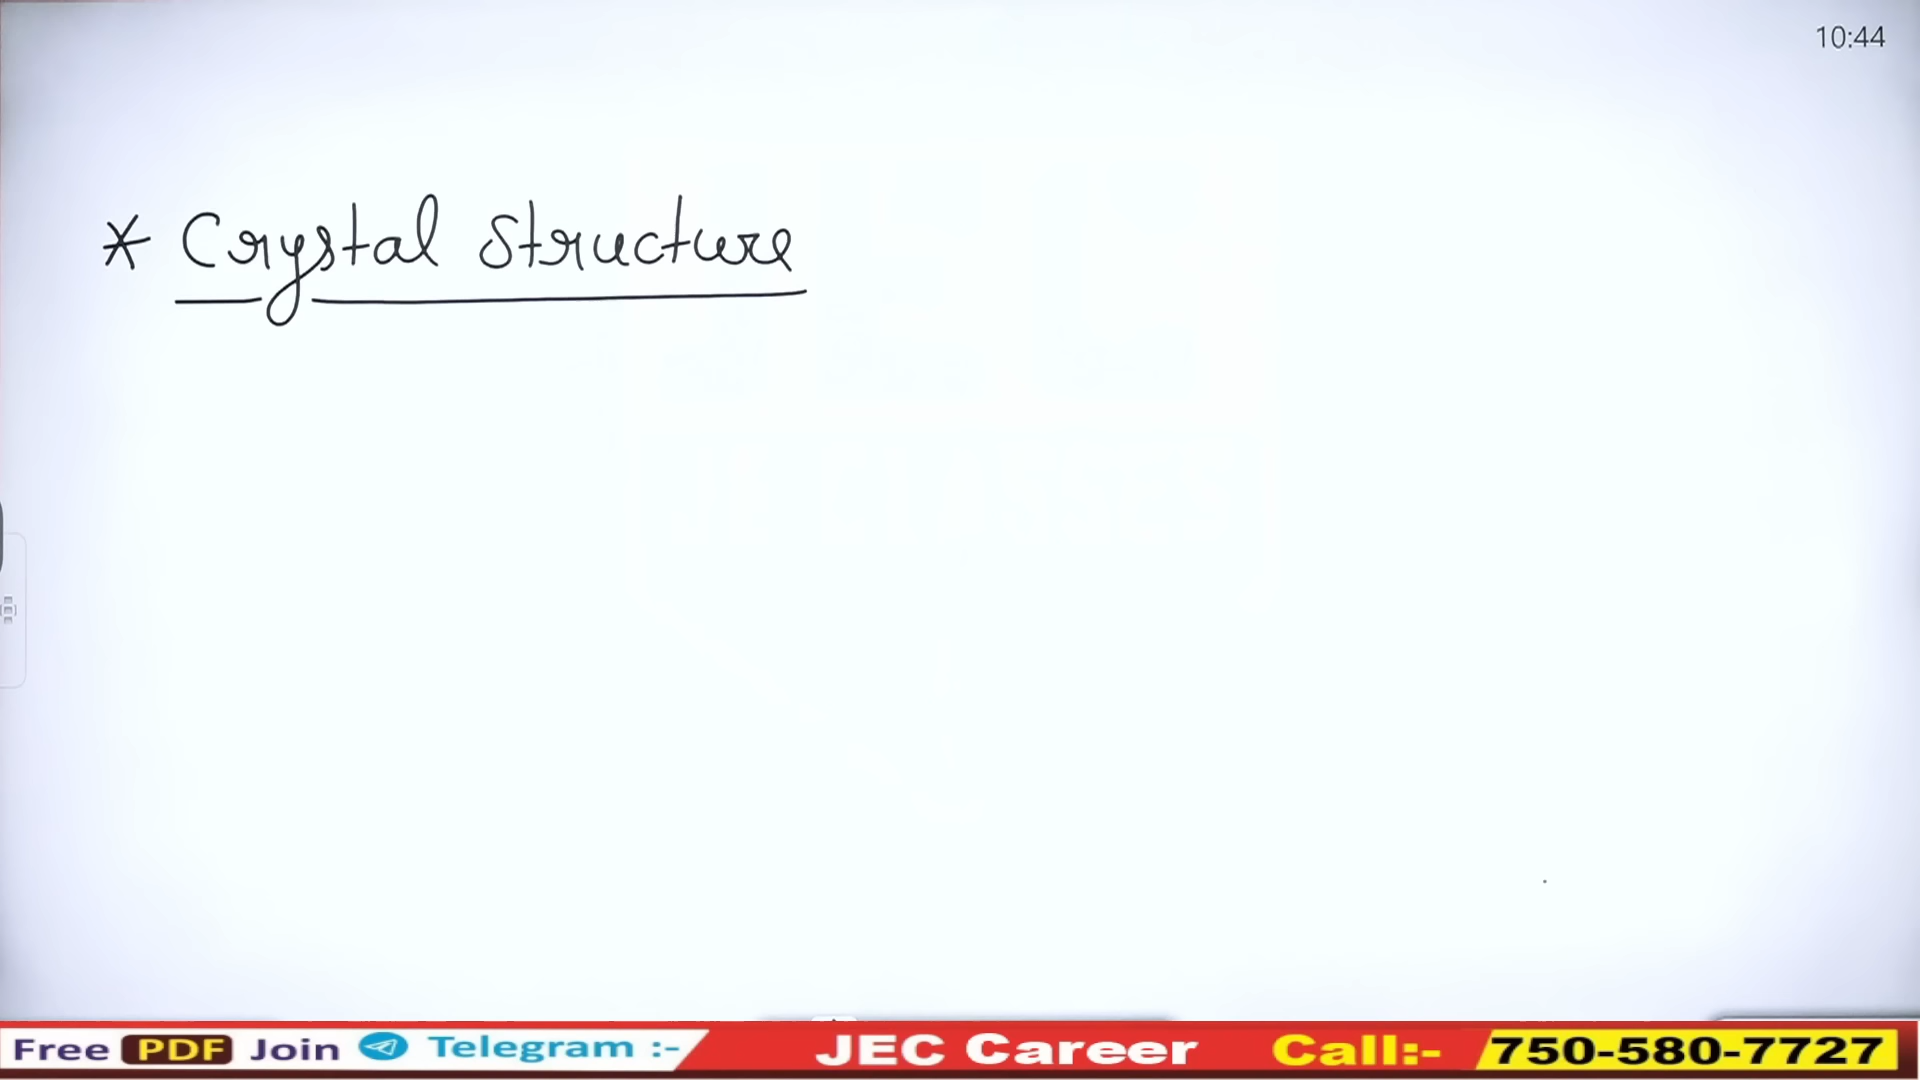 10:44
* Crystal Structure
Free PDF Join Telegram :- JEC Career Call:- 750-580-7727